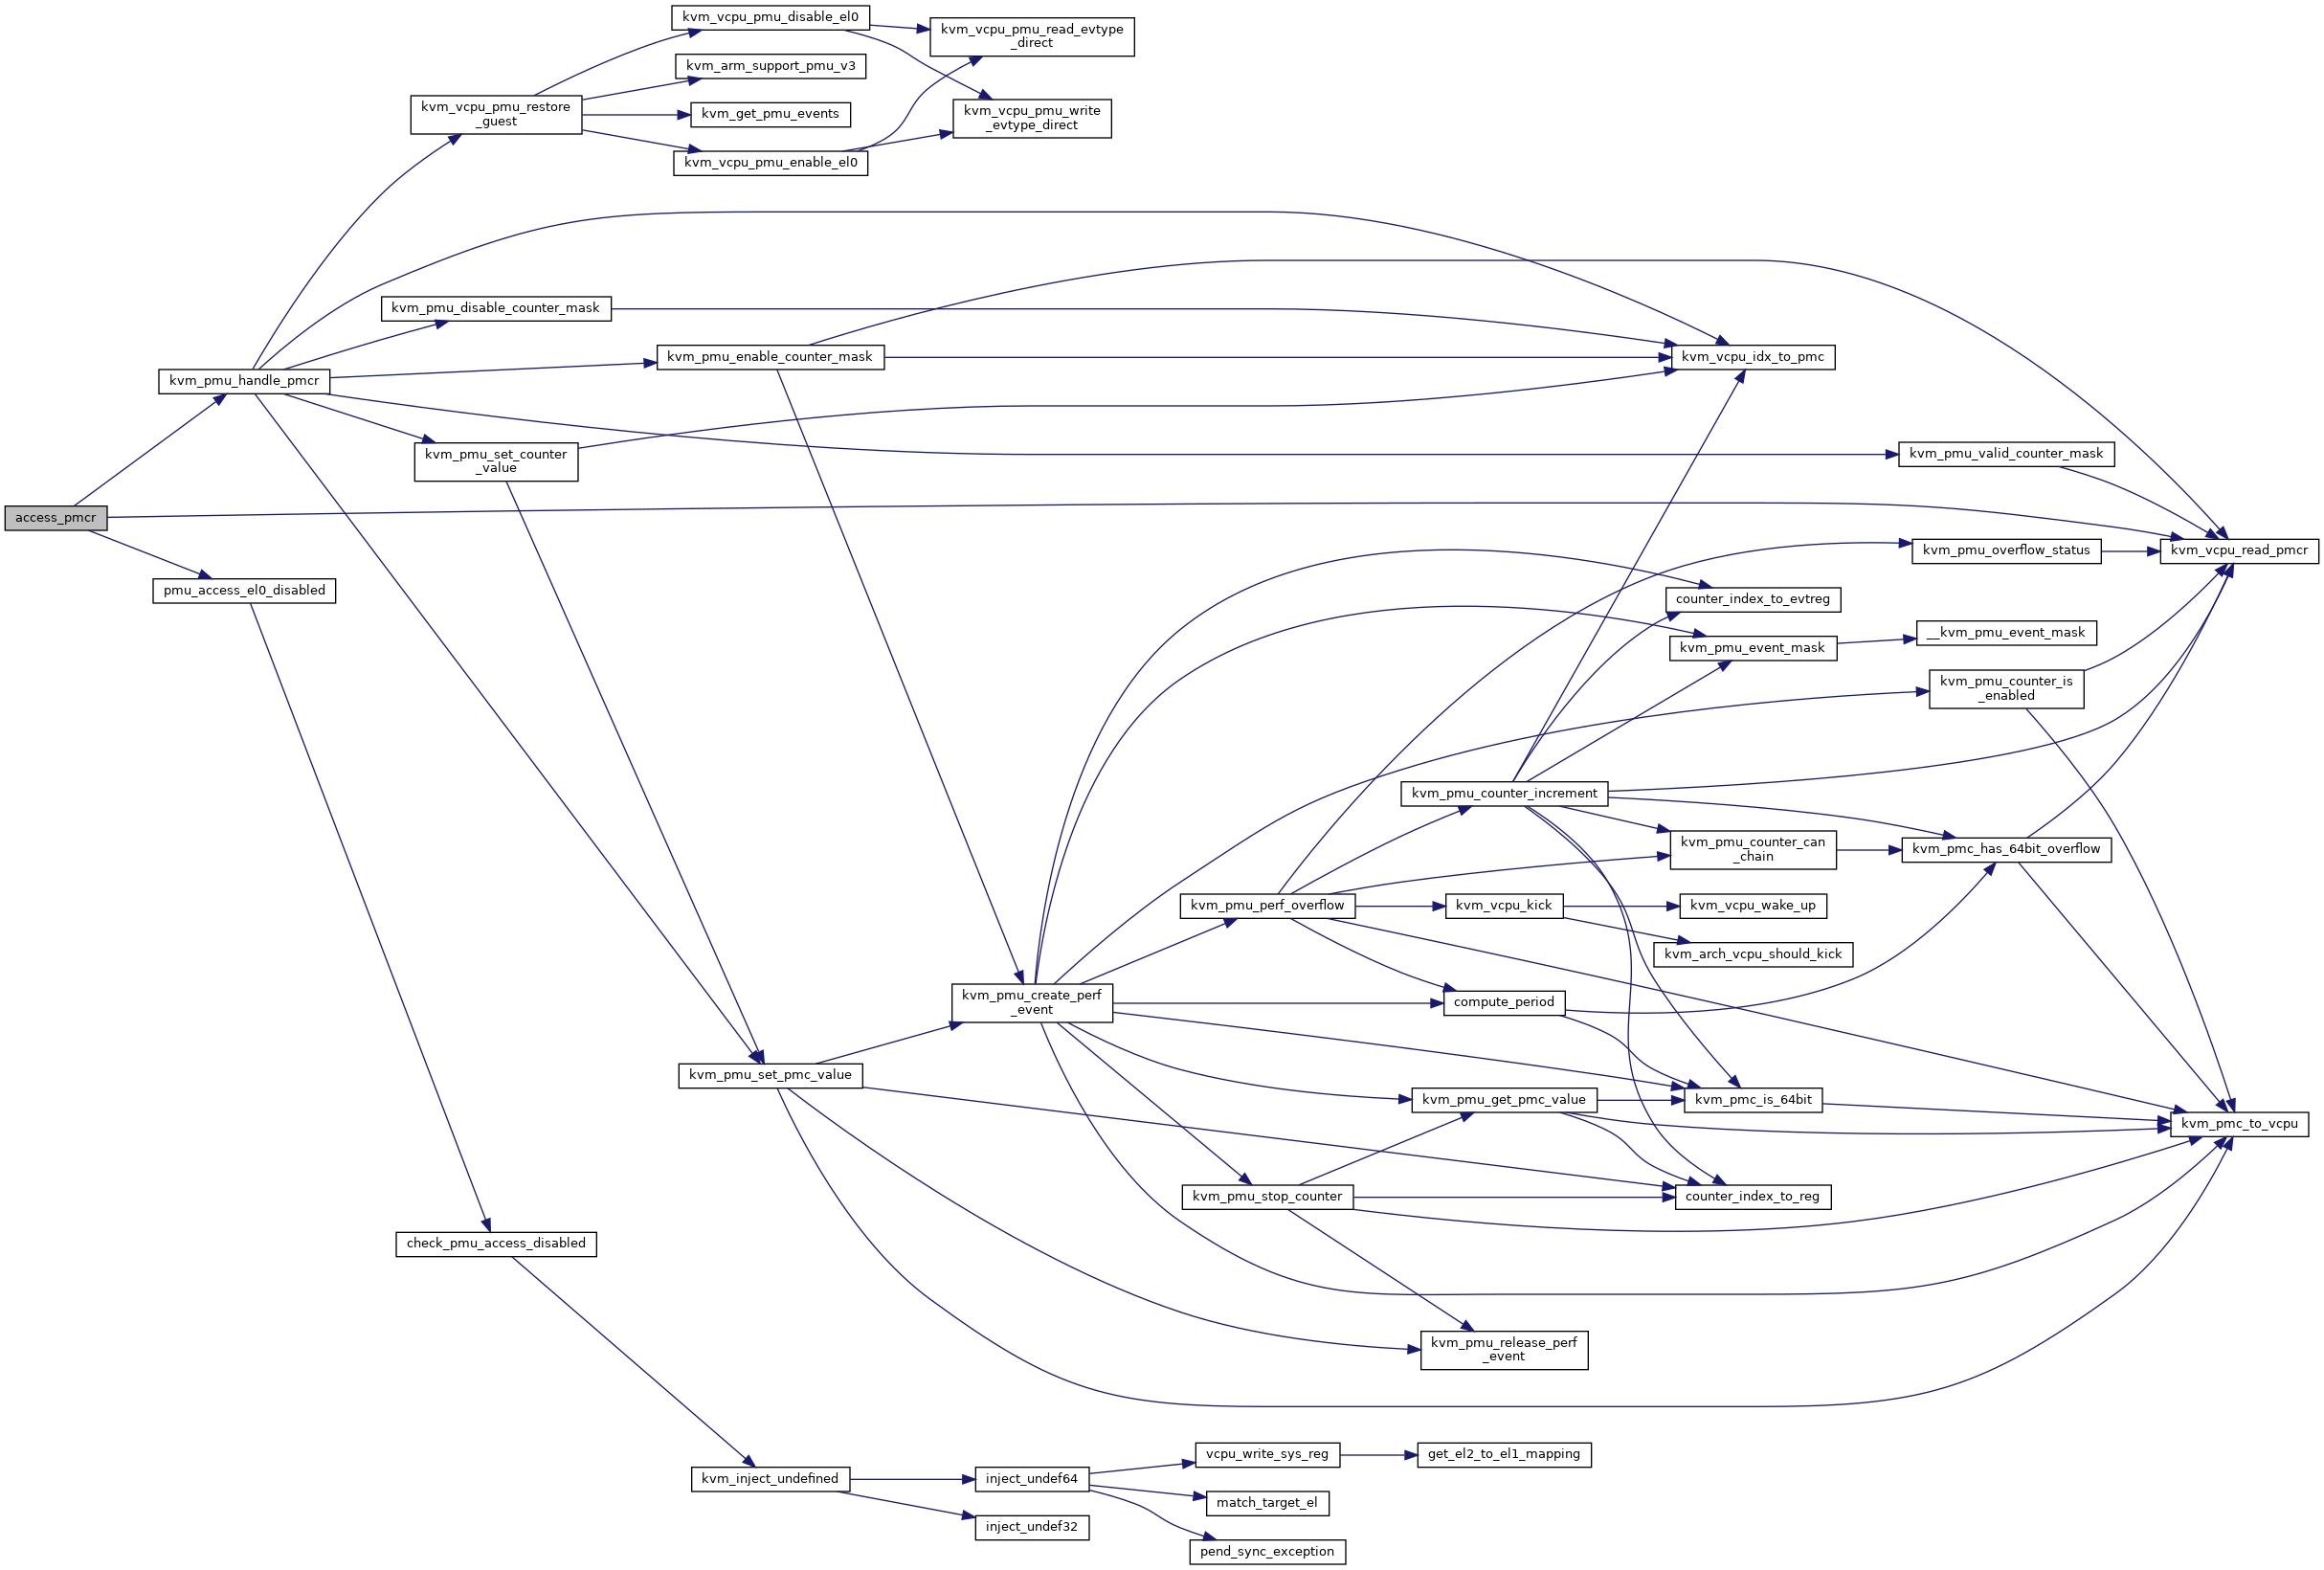 kvm_vcpu_pmu_disable_el0
kvm_vcpu_pmu_read_evtype
_direct
kvm_arm_support_pmu_v3
kvm_vcpu_pmu_restore
_guest
kvm_get_pmu_events
kvm_vcpu_pmu_write
_evtype_direct
kvm_vcpu_pmu_enable_el0
kvm_pmu_disable_counter_mask
kvm_pmu_enable_counter_mask
kvm_vcpu_idx_to_pmc
kvm_pmu_handle_pmcr
kvm_pmu_set_counter
_value
kvm_pmu_valid_counter_mask
access_pmcr
kvm_pmu_overflow_status
kvm_vcpu_read_pmcr
pmu_access_el0_disabled
counter_index_to_evtreg
__kvm_pmu_event_mask
kvm_pmu_event_mask
kvm_pmu_counter_is
_enabled
kvm_pmu_counter_increment
kvm_pmu_counter_can
_chain
kvm_pmc_has_64bit_overflow
kvm_pmu_perf_overflow
kvm_vcpu_kick
kvm_vcpu_wake_up
kvm_arch_vcpu_should_kick
kvm_pmu_create_perf
_event
compute_period
kvm_pmu_set_pmc_value
kvm_pmu_get_pmc_value
kvm_pmc_is_64bit
kvm_pmc_to_vcpu
kvm_pmu_stop_counter
counter_index_to_reg
check_pmu_access_disabled
kvm_pmu_release_perf
_event
vcpu_write_sys_reg
get_el2_to_el1_mapping
kvm_inject_undefined
inject_undef64
match_target_el
inject_undef32
pend_sync_exception